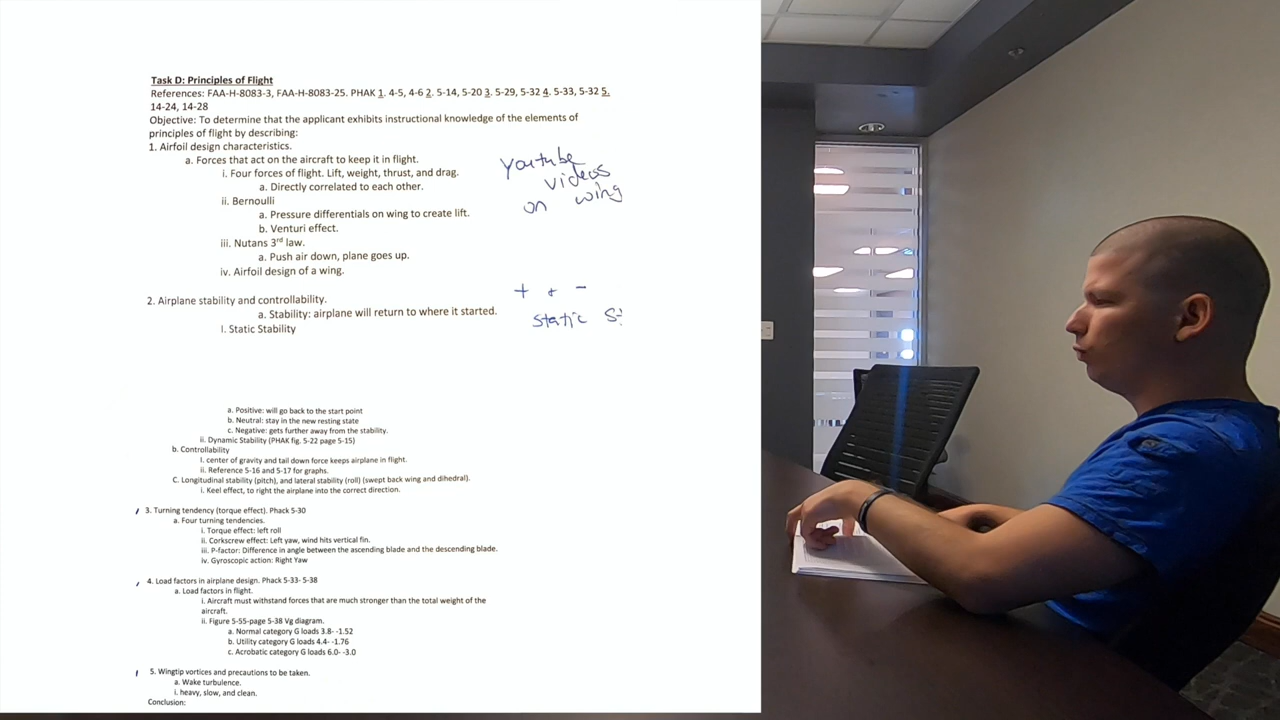 Task D: Principles of Flight
References: FAA-H-8083-3, FAA-H-8083-25. PHAK 1. 4-5, 4-6 2. 5-14, 5-20 3. 5-29, 5-32 4. 5-33, 5-32 5.
14-24, 14-28
Objective: To determine that the applicant exhibits instructional knowledge of the elements of
principles of flight by describing:
1. Airfoil design characteristics.
a. Forces that act on the aircraft to keep it in flight.
i. Four forces of flight. Lift, weight, thrust, and drag.
a. Directly correlated to each other.
ii. Bernoulli
a. Pressure differentials on wing to create lift.
b. Venturi effect.
iii. Nutans 3rd law.
a. Push air down, plane goes up.
iv. Airfoil design of a wing.
Youtube
videos
on wing
2. Airplane stability and controllability.
a. Stability: airplane will return to where it started.
I. Static Stability
+ + -
static
a. Positive: will go back to the start point
b. Neutral: stay in the new resting state
c. Negative: gets further away from the stability.
ii. Dynamic Stability (PHAK fig. 5-22 page 5-15)
b. Controllability
I. center of gravity and tail down force keeps airplane in flight.
ii. Reference 5-16 and 5-17 for graphs.
C. Longitudinal stability (pitch), and lateral stability (roll) (swept back wing and dihedral).
i. Keel effect, to right the airplane into the correct direction.
3. Turning tendency (torque effect). Phack 5-30
a. Four turning tendencies.
i. Torque effect: left roll
ii. Corkscrew effect: Left yaw, wind hits vertical fin.
iii. P-factor: Difference in angle between the ascending blade and the descending blade.
iv. Gyroscopic action: Right Yaw
4. Load factors in airplane design. Phack 5-33- 5-38
a. Load factors in flight.
i. Aircraft must withstand forces that are much stronger than the total weight of the
aircraft.
ii. Figure 5-55-page 5-38 Vg diagram.
a. Normal category G loads 3.8- -1.52
b. Utility category G loads 4.4- -1.76
c. Acrobatic category G loads 6.0- -3.0
5. Wingtip vortices and precautions to be taken.
a. Wake turbulence.
i. heavy, slow, and clean.
Conclusion: